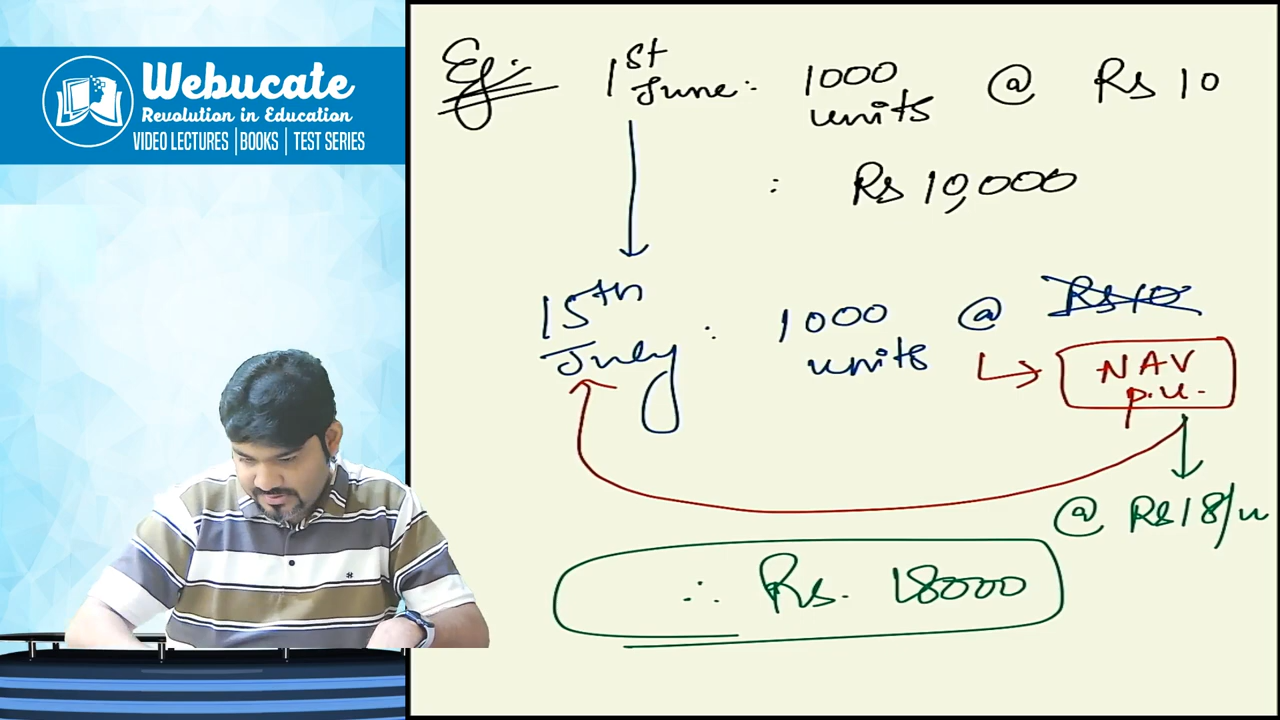 Webucate
Revolution in Education
VIDEO LECTURES | BOOKS | TEST SERIES
Eg:- 1st June: 1000 units @ Rs 10
: Rs 10,000
15th July : 1000 units @ Rs 10
NAV p.u.
@ Rs 18/u
∴ Rs. 18000